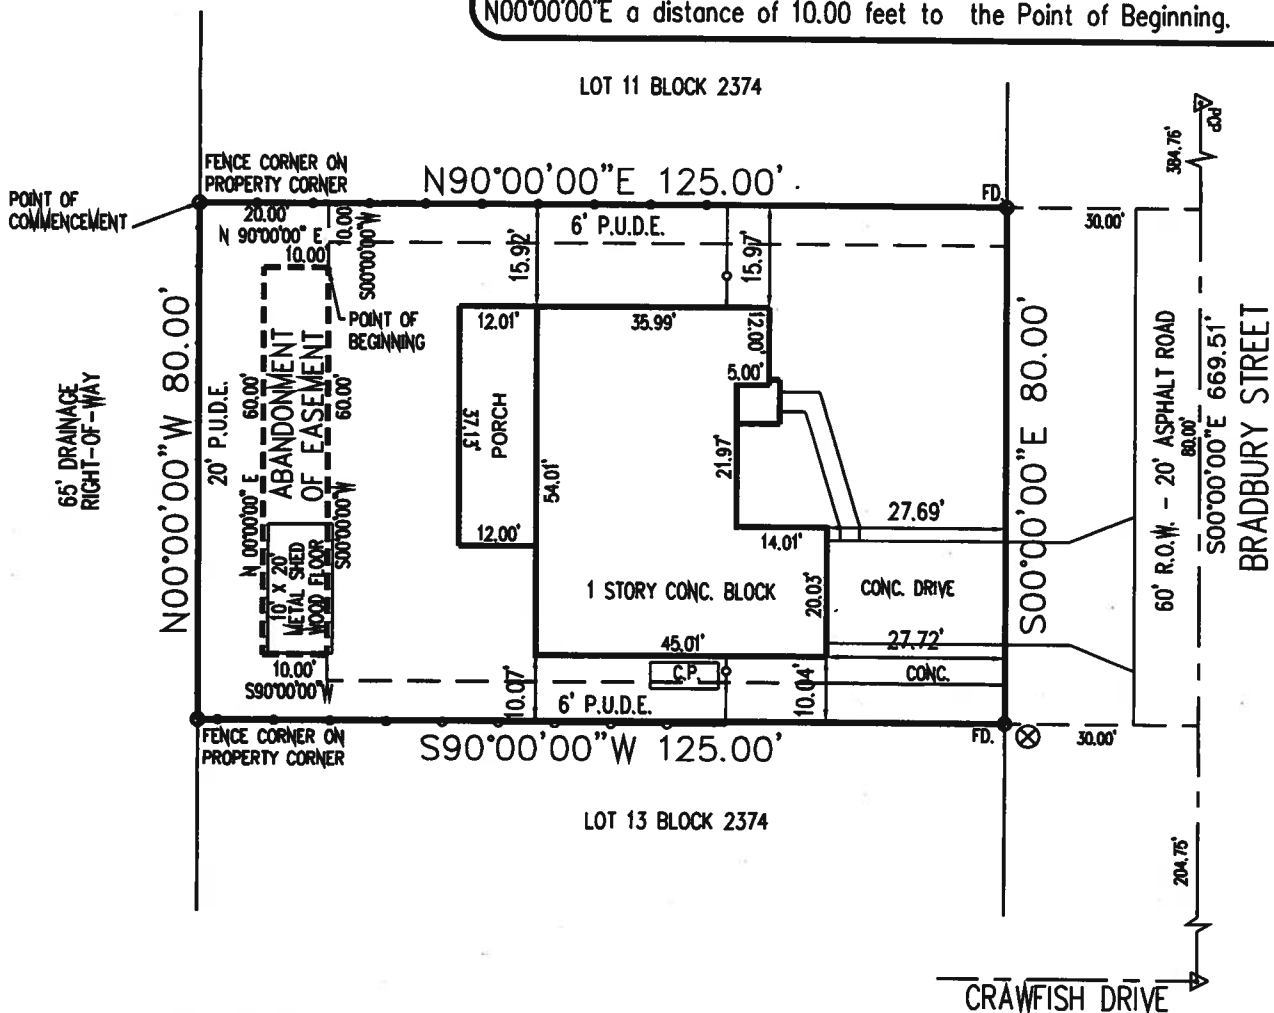 N00°00'00"E a distance of 10.00 feet to the Point of Beginning.
LOT 11 BLOCK 2374
PCP
384.76'
FENCE CORNER ON
PROPERTY CORNER
N90°00'00"E 125.00'
FD.
POINT OF
COMMENCEMENT
20.00'
N 90°00'00" E
10.00'
10.00'
S00°00'00"W
6' P.U.D.E.
30.00'
15.92'
15.97'
POINT OF
BEGINNING
12.01'
35.99'
12.00'
5.00'
N00°00'00"W 80.00'
65' DRAINAGE
RIGHT-OF-WAY
20' P.U.D.E.
60.00'
N 00°00'00" E
ABANDONMENT
OF EASEMENT
60.00'
S00°00'00"W
37.13'
PORCH
54.01'
21.97'
27.69'
12.00'
14.01'
10' X 20'
METAL SHED
WOOD FLOOR
1 STORY CONC. BLOCK
20.03'
CONC. DRIVE
S00°00'00"E 80.00'
60' R.O.W. - 20' ASPHALT ROAD
80.00'
S00°00'00"E 669.51'
BRADBURY STREET
45.01'
27.72'
10.00'
S90°00'00"W
C.P.
CONC.
10.07'
6' P.U.D.E.
10.04'
FENCE CORNER ON
PROPERTY CORNER
S90°00'00"W 125.00'
FD.
30.00'
LOT 13 BLOCK 2374
204.75'
CRAWFISH DRIVE